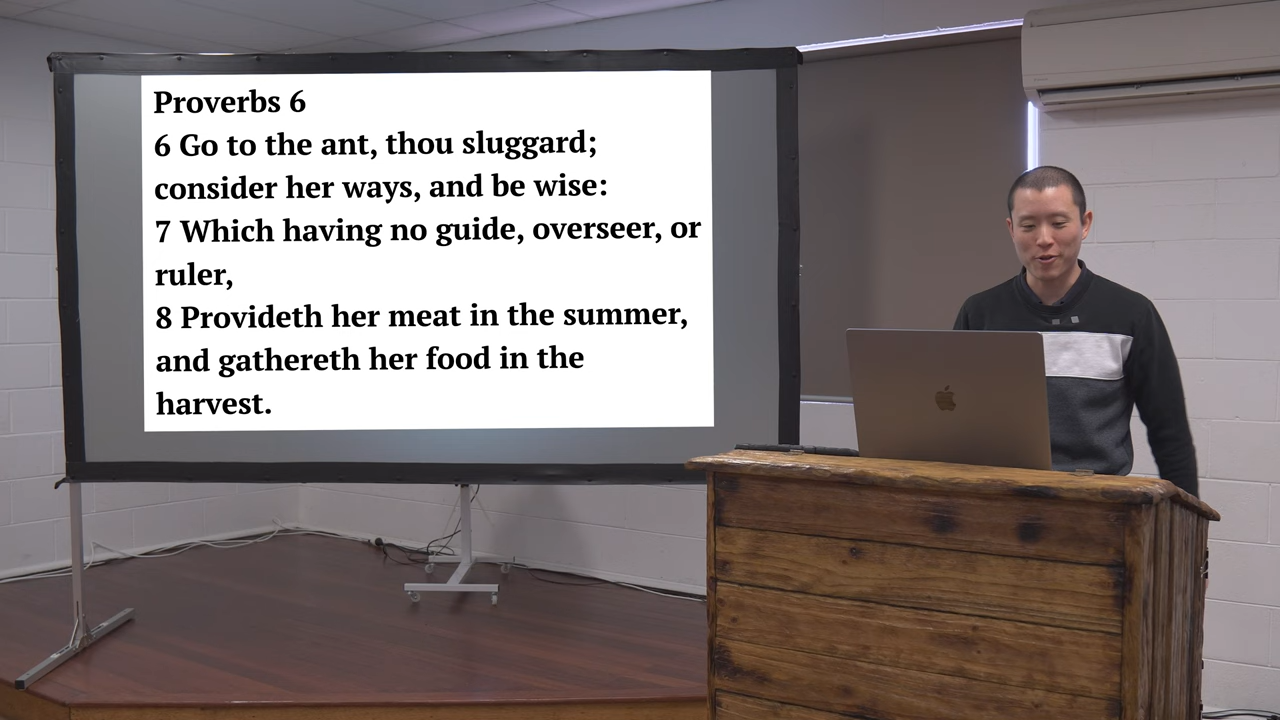 Proverbs 6
6 Go to the ant, thou sluggard;
consider her ways, and be wise:
7 Which having no guide, overseer, or
ruler,
8 Provideth her meat in the summer,
and gathereth her food in the
harvest.